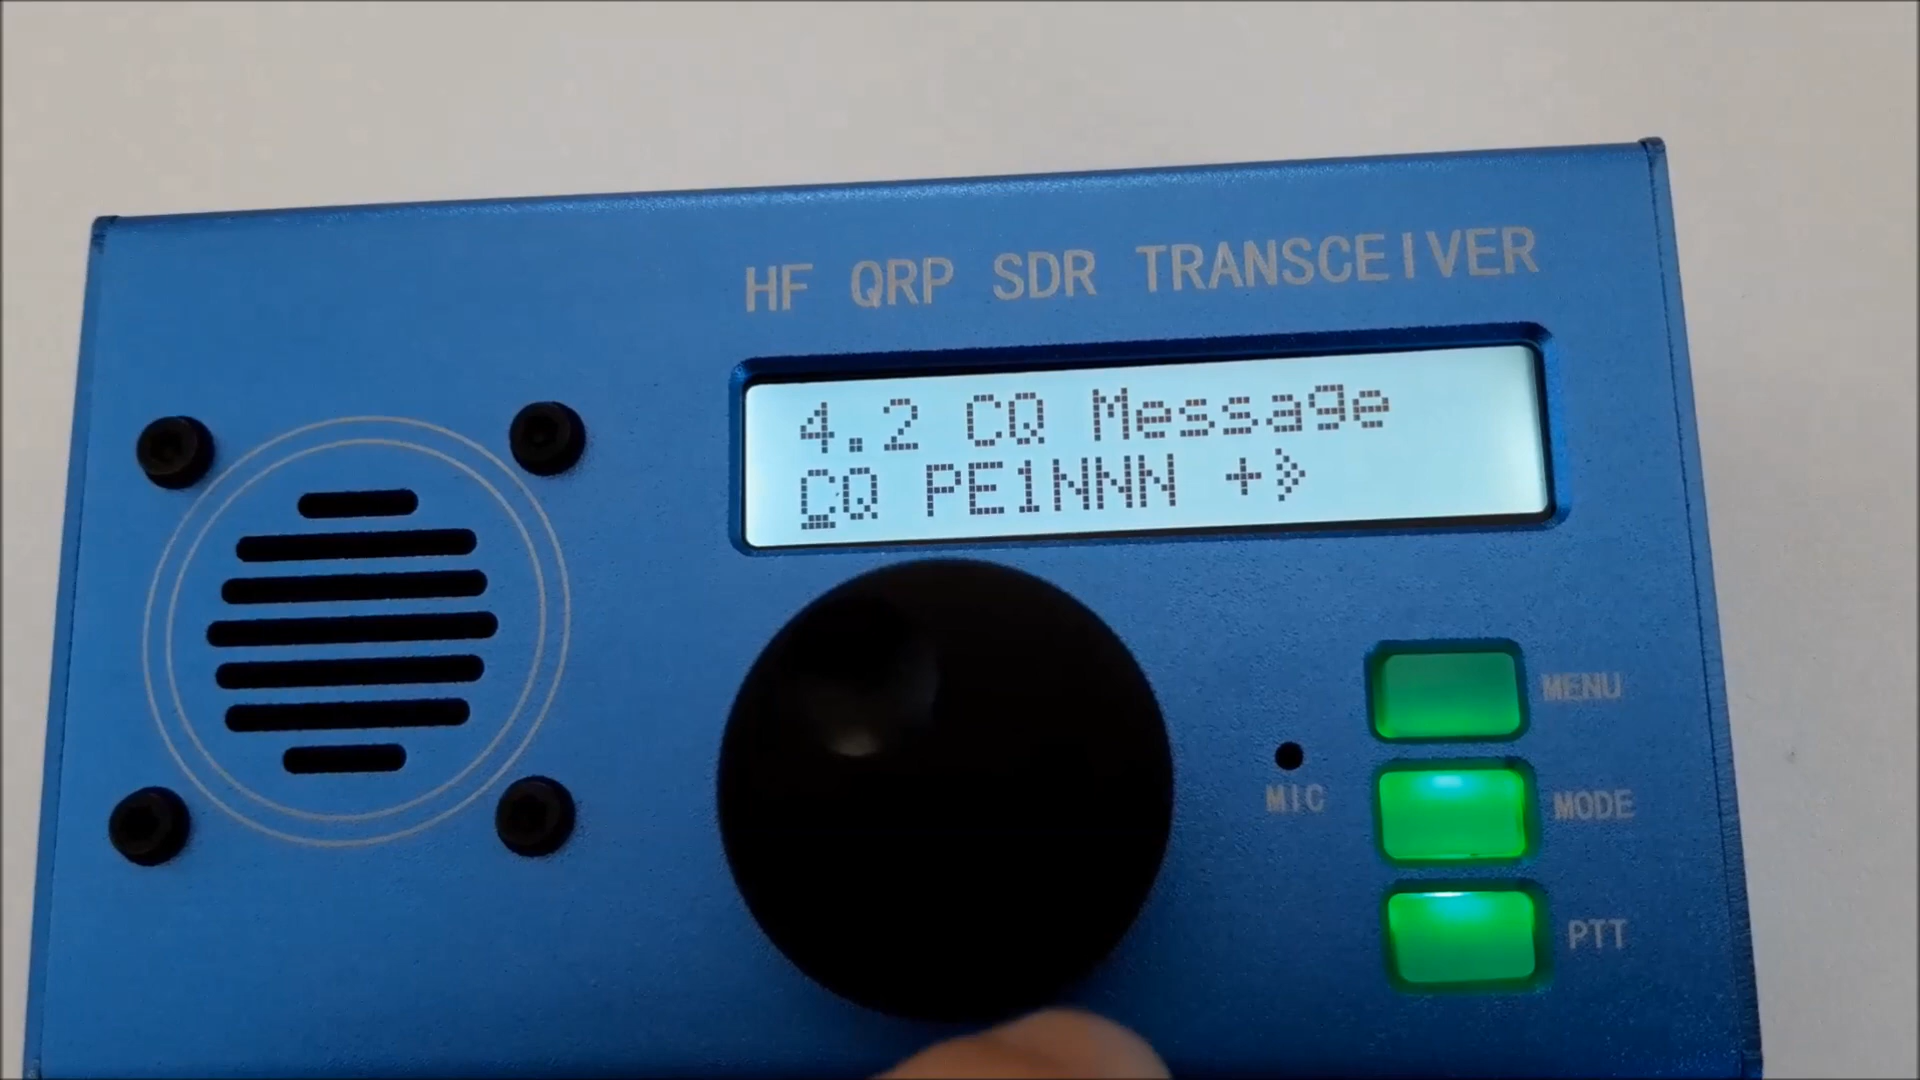 HF QRP SDR TRANSCEIVER
4.2 CQ Message
CQ PE1NNN +»
MENU
MIC
MODE
PTT